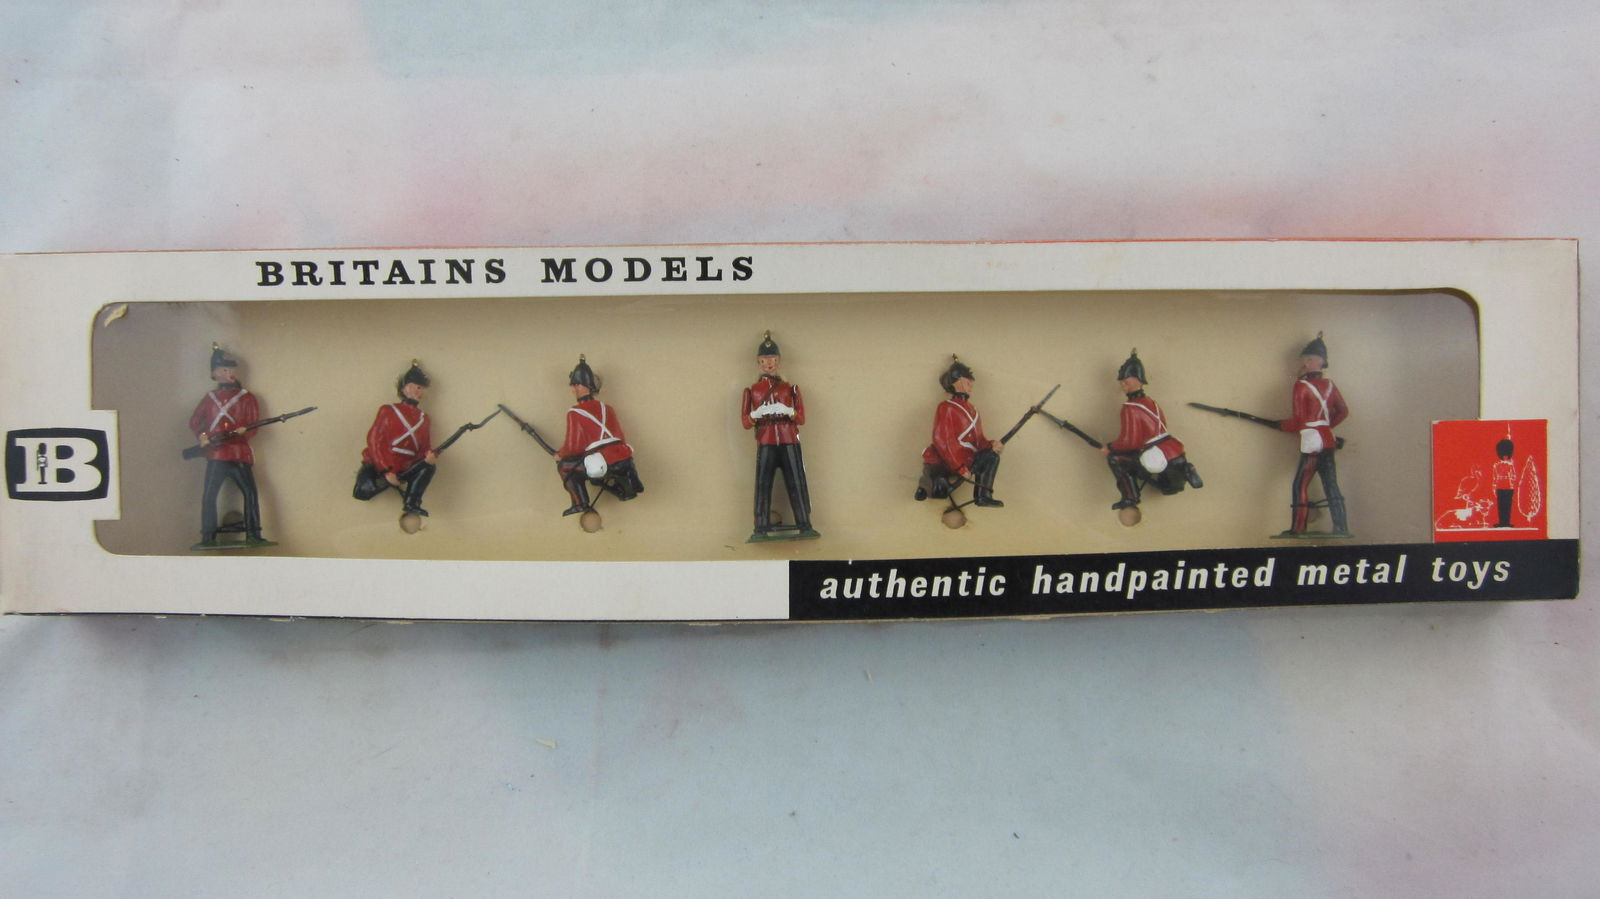 BRITAINS MODELS
B
authentic handpainted metal toys